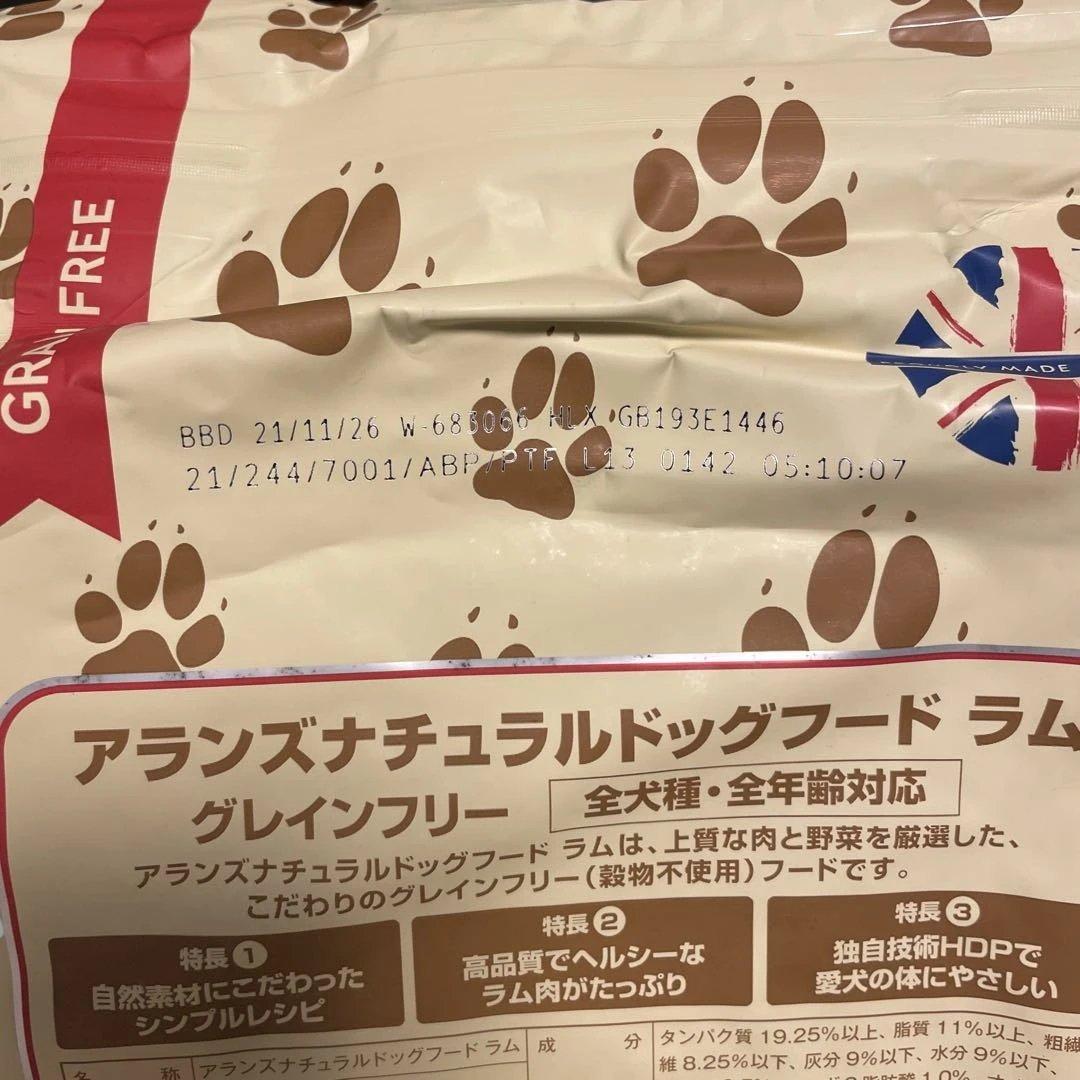 GRAIN FREE
MADE
BBD 21/11/26 W-683066 HLX GB193E1446
21/244/7001/ABP/PTF L13 0142 05:10:07
アランズナチュラルドッグフード ラム
グレインフリー
全犬種・全年齢対応
アランズナチュラルドッグフード ラムは、上質な肉と野菜を厳選した、
こだわりのグレインフリー（穀物不使用）フードです。
特長1
自然素材にこだわった
シンプルレシピ
特長2
高品質でヘルシーな
ラム肉がたっぷり
特長3
独自技術HDPで
愛犬の体にやさしい
名 称
アランズナチュラルドッグフード ラム
成 分
タンパク質 19.25%以上、脂質 11%以上、粗繊
維 8.25%以下、灰分 9%以下、水分 9%以下、